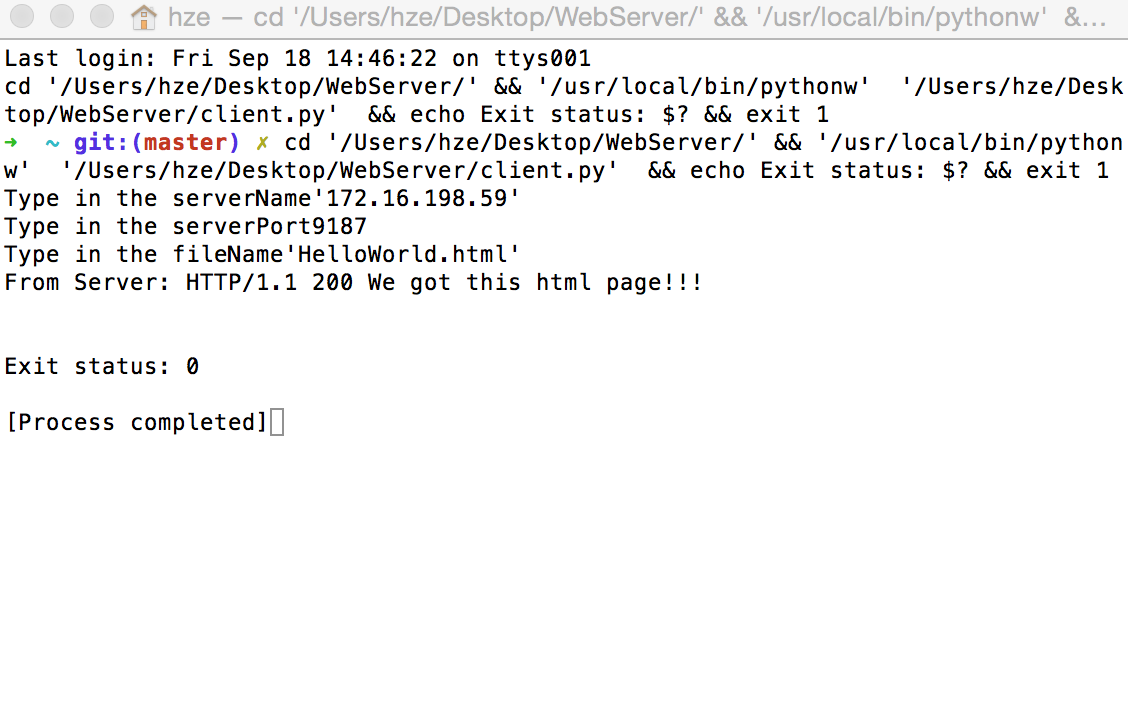 hze — cd '/Users/hze/Desktop/WebServer/' && '/usr/local/bin/pythonw'  &...
Last login: Fri Sep 18 14:46:22 on ttys001
cd '/Users/hze/Desktop/WebServer/' && '/usr/local/bin/pythonw'  '/Users/hze/Desk
top/WebServer/client.py'  && echo Exit status: $? && exit 1
➜  ~ git:(master) ✗ cd '/Users/hze/Desktop/WebServer/' && '/usr/local/bin/python
w'  '/Users/hze/Desktop/WebServer/client.py'  && echo Exit status: $? && exit 1
Type in the serverName'172.16.198.59'
Type in the serverPort9187
Type in the fileName'HelloWorld.html'
From Server: HTTP/1.1 200 We got this html page!!!
Exit status: 0
[Process completed]